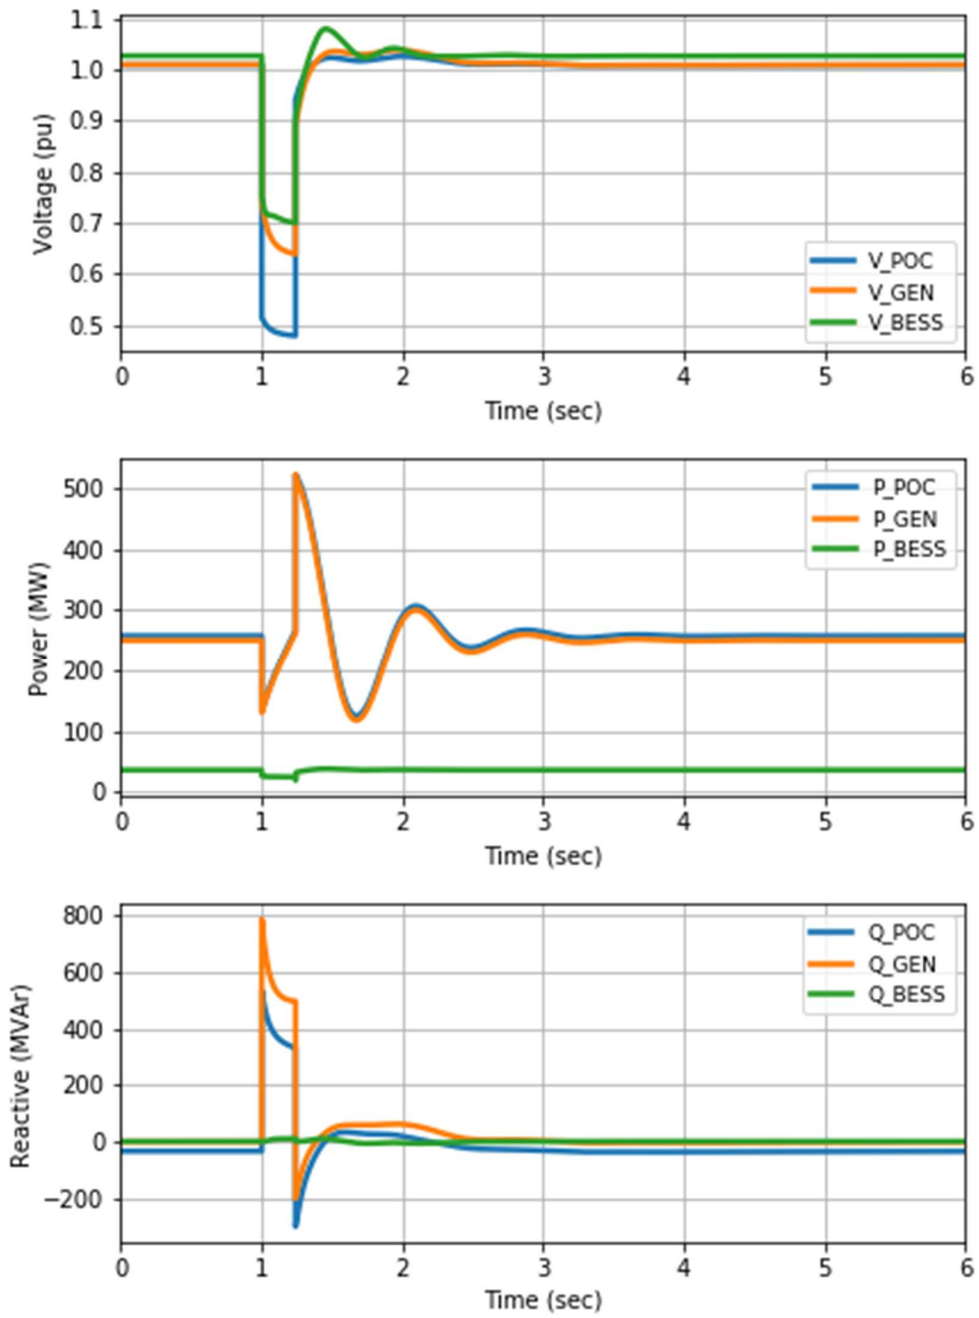 Voltage (pu)
1.1
1.0
0.9
0.8
0.7
0.6
0.5
V_POC
V_GEN
V_BESS
0 1 2 3 4 5 6
Time (sec)
Power (MW)
500
400
300
200
100
0
P_POC
P_GEN
P_BESS
0 1 2 3 4 5 6
Time (sec)
Reactive (MVAr)
800
600
400
200
0
−200
Q_POC
Q_GEN
Q_BESS
0 1 2 3 4 5 6
Time (sec)